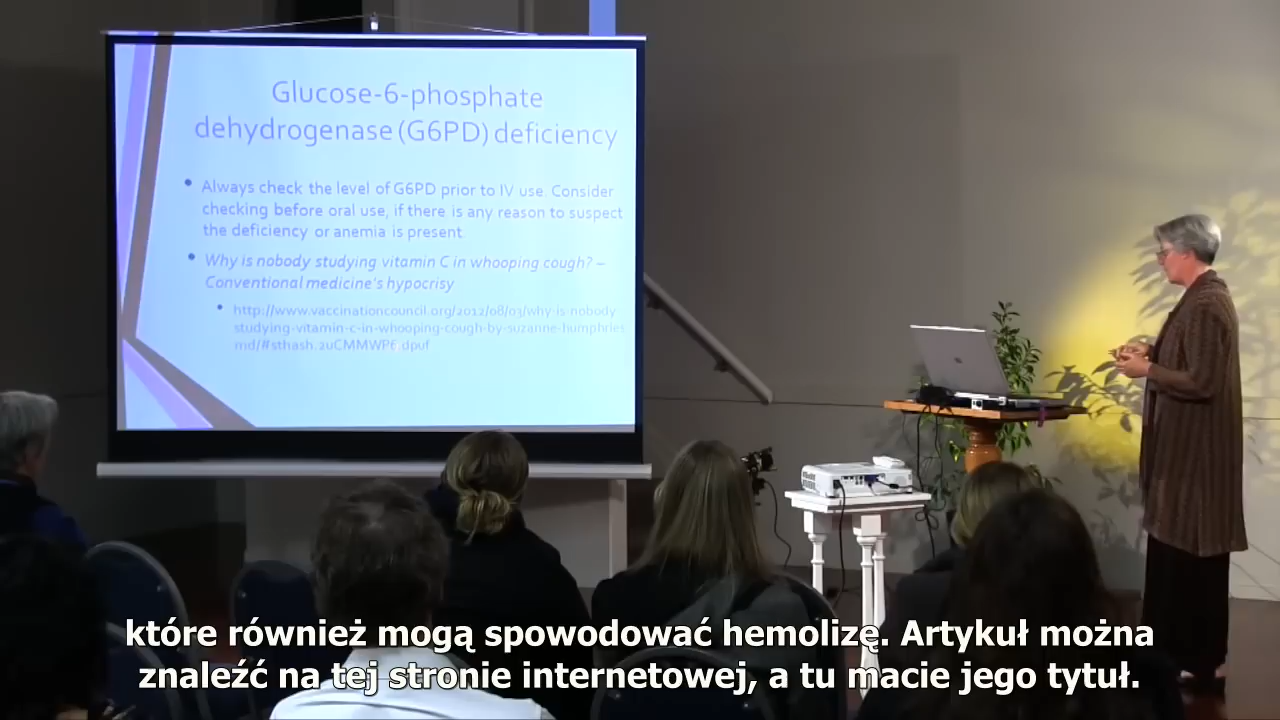 Glucose-6-phosphate
dehydrogenase (G6PD) deficiency
• Always check the level of G6PD prior to IV use. Consider
checking before oral use, if there is any reason to suspect
the deficiency or anemia is present.
• Why is nobody studying vitamin C in whooping cough? –
Conventional medicine's hypocrisy
• http://www.vaccinationcouncil.org/2012/08/03/why-is-nobody
studying-vitamin-c-in-whooping-cough-by-suzanne-humphries
md/#sthash.2uCMMWP6.dpuf
które również mogą spowodować hemolizę. Artykuł można
znaleźć na tej stronie internetowej, a tu macie jego tytuł.